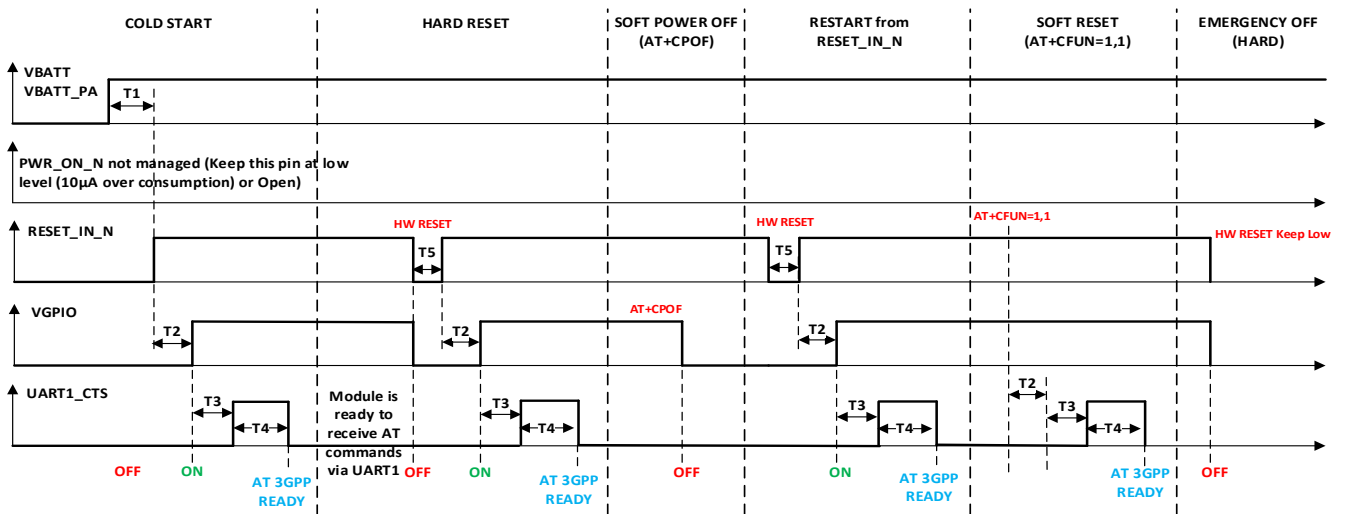 COLD START
HARD RESET
SOFT POWER OFF
(AT+CPOF)
RESTART from
RESET_IN_N
SOFT RESET
(AT+CFUN=1,1)
EMERGENCY OFF
(HARD)
VBATT
VBATT_PA
T1
PWR_ON_N not managed (Keep this pin at low
level (10µA over consumption) or Open)
RESET_IN_N
HW RESET
T5
HW RESET
T5
AT+CFUN=1,1
HW RESET Keep Low
VGPIO
T2
T2
AT+CPOF
T2
UART1_CTS
T3
T4
Module is
ready to
receive AT
commands
via UART1
T3
T4
T3
T4
T2
T3
T4
OFF
ON
AT 3GPP
READY
OFF
ON
AT 3GPP
READY
OFF
ON
AT 3GPP
READY
AT 3GPP
READY
OFF